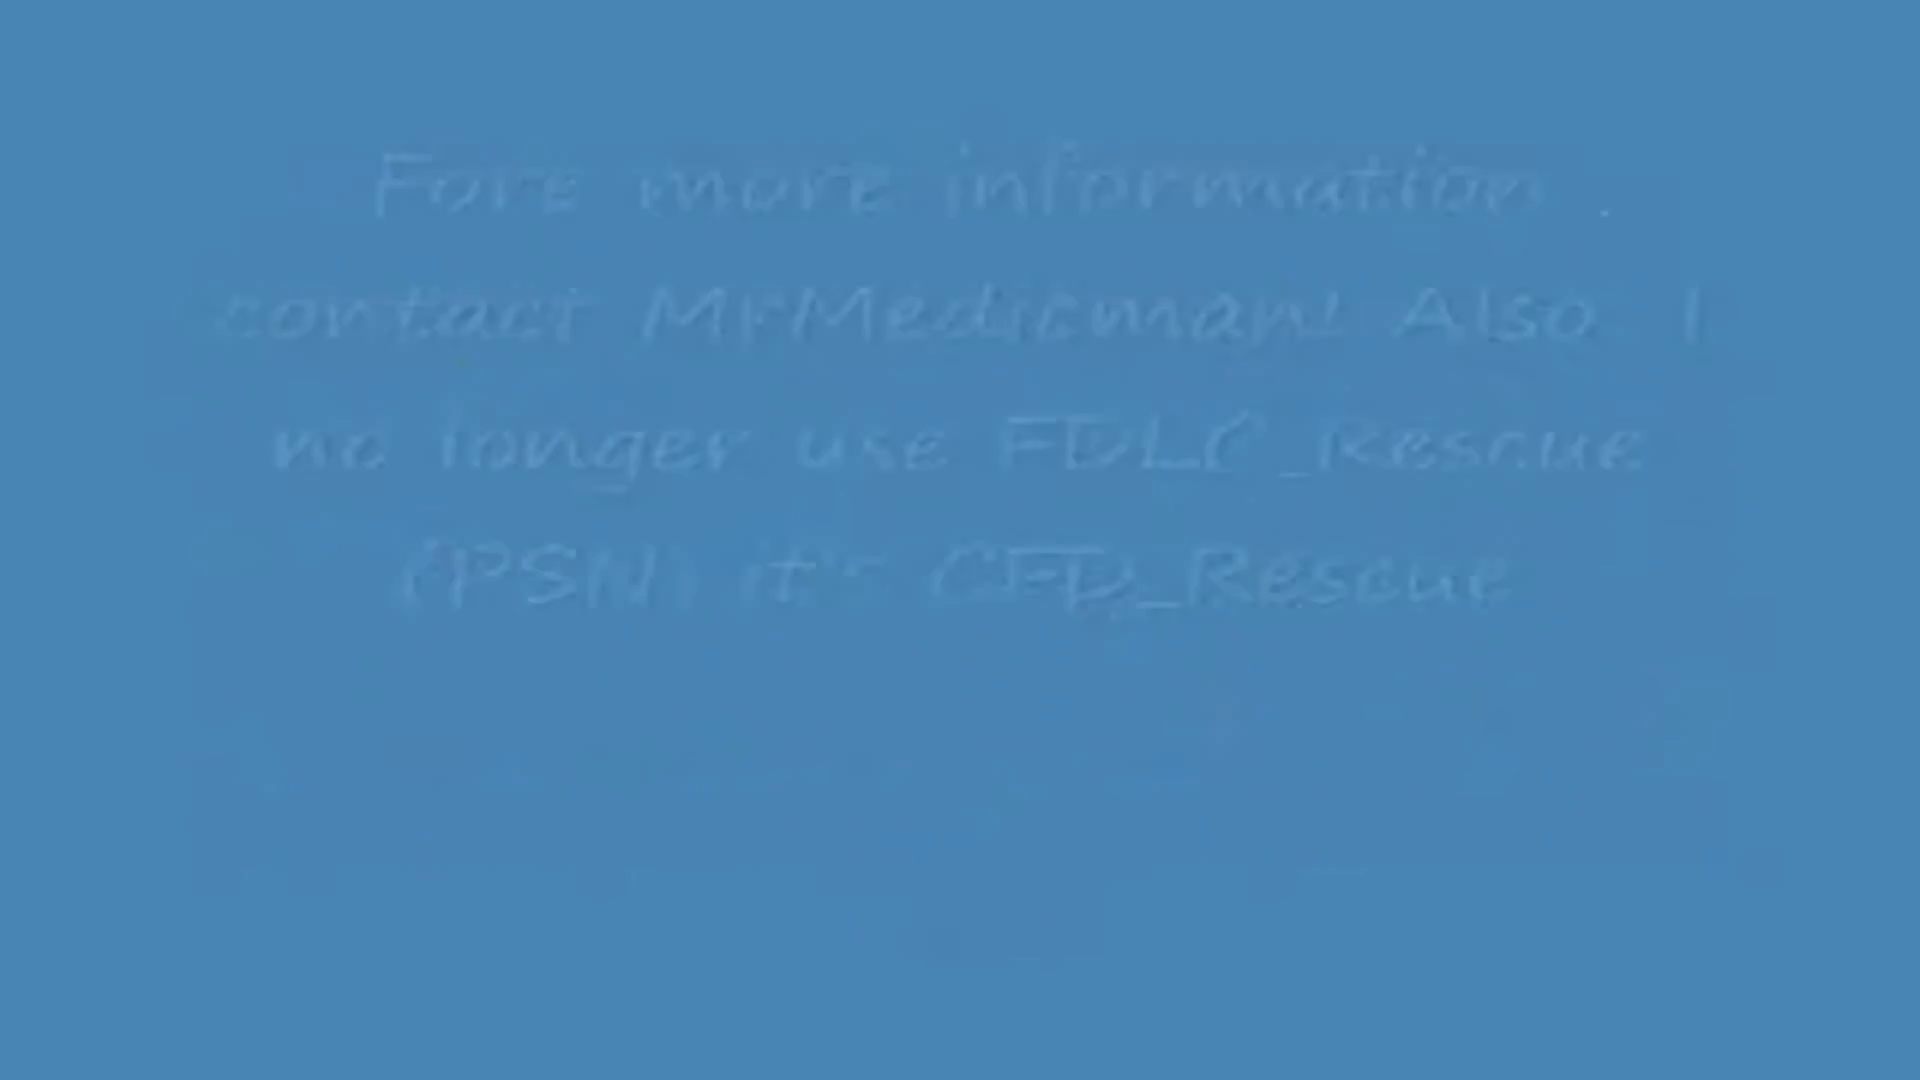 Fore more information,
contact MrMedicman! Also I
no longer use FDLC_Rescue
(PSN) it's CFD_Rescue